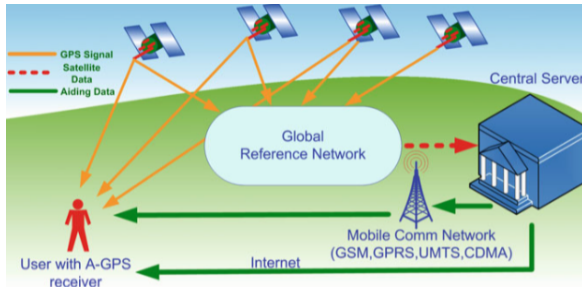 GPS Signal
Satellite
Data
Aiding Data
Central Server
Global
Reference Network
Mobile Comm Network
(GSM,GPRS,UMTS,CDMA)
User with A-GPS
receiver
Internet